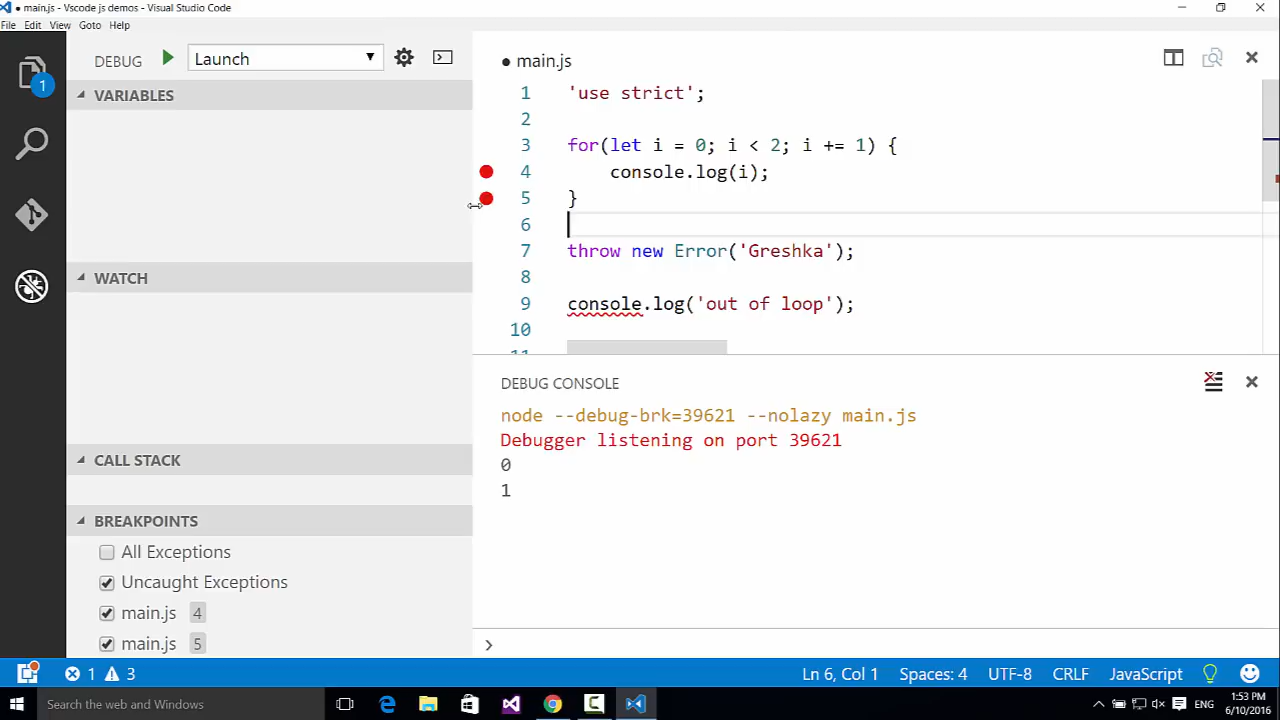 ● main.js - Vscode js demos - Visual Studio Code
File Edit View Goto Help
DEBUG Launch
1
VARIABLES
WATCH
CALL STACK
BREAKPOINTS
All Exceptions
Uncaught Exceptions
main.js 4
main.js 5
● main.js
1 'use strict';
2
3 for(let i = 0; i < 2; i += 1) {
4 console.log(i);
5 }
6
7 throw new Error('Greshka');
8
9 console.log('out of loop');
10
11
DEBUG CONSOLE
node --debug-brk=39621 --nolazy main.js
Debugger listening on port 39621
0
1
1 3 Ln 6, Col 1 Spaces: 4 UTF-8 CRLF JavaScript
Search the web and Windows
ENG
1:53 PM
6/10/2016